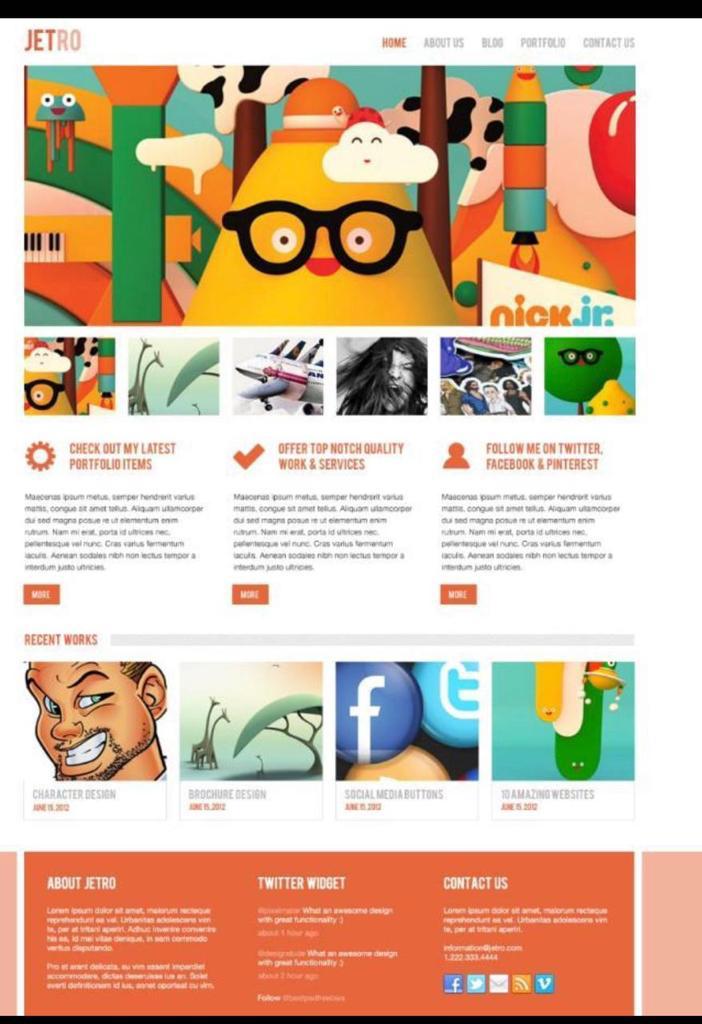 JETRO
HOME ABOUT US BLOG PORTFOLIO CONTACT US
nick jr.
CHECK OUT MY LATEST
PORTFOLIO ITEMS
Maecenas ipsum metus, semper hendrerit varius
mattis, congue sit amet tellus. Aliquam ullamcorper
dui sed magna posue re ut elementum enim
rutrum. Nam mi erat, porta id ultrices nec,
pellentesque vel nunc. Cras varius fermentum
iaculis. Aenean sodales nibh non lectus tempor a
interdum justo ultricies.
MORE
OFFER TOP NOTCH QUALITY
WORK & SERVICES
Maecenas ipsum metus, semper hendrerit varius
mattis, congue sit amet tellus. Aliquam ullamcorper
dui sed magna posue re ut elementum enim
rutrum. Nam mi erat, porta id ultrices nec,
pellentesque vel nunc. Cras varius fermentum
iaculis. Aenean sodales nibh non lectus tempor a
interdum justo ultricies.
MORE
FOLLOW ME ON TWITTER,
FACEBOOK & PINTEREST
Maecenas ipsum metus, semper hendrerit varius
mattis, congue sit amet tellus. Aliquam ullamcorper
dui sed magna posue re ut elementum enim
rutrum. Nam mi erat, porta id ultrices nec,
pellentesque vel nunc. Cras varius fermentum
iaculis. Aenean sodales nibh non lectus tempor a
interdum justo ultricies.
MORE
RECENT WORKS
CHARACTER DESIGN
JUNE 15, 2012
BROCHURE DESIGN
JUNE 15, 2012
SOCIAL MEDIA BUTTONS
JUNE 15, 2012
10 AMAZING WEBSITES
JUNE 15, 2012
ABOUT JETRO
Lorem ipsum dolor sit amet, malorum recteque
reprehendunt ea vel. Urbanitas adolescens vim
te, per at tritani aperiri. Adhuc invenire convenire
his ea, id mei vitae denique, in eam commodo
veritus disputando.
Pro et erant delicata, eu vim essent imperdiet
accommodare, dictas deseruisse ius an. Solet
everti definitionem id ius, esnet oporteat cu vim.
TWITTER WIDGET
@pixelmator What an awesome design
with great functionality :)
about 1 hour ago
@designstude What an awesome design
with great functionality :)
about 2 hour ago
Follow @bestpsdfreebies
CONTACT US
Lorem ipsum dolor sit amet, malorum recteque
reprehendunt ea vel. Urbanitas adolescens vim
te, per at tritani aperiri.
information@jetro.com
1.222.333.4444